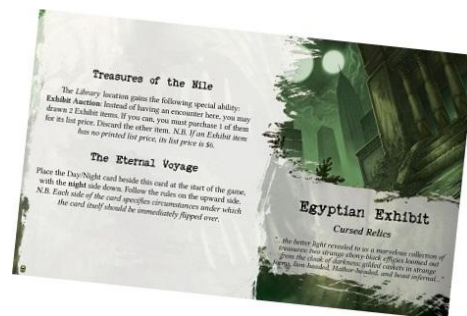 Treasures of the Nile
The Library location gains the following special ability:
Exhibit Auction: Instead of having an encounter here, you may
drawn 2 Exhibit items. If you can, you must purchase 1 of them
for its list price. Discard the other item. N.B. If an Exhibit item
has no printed list price, its list price is $6.
The Eternal Voyage
Place the Day/Night card beside this card at the start of the game,
with the night side down. Follow the rules on the upward side.
N.B. Each side of the card specifies circumstances under which
the card itself should be immediately flipped over.
Egyptian Exhibit
Cursed Relics
"...the better light revealed to us a marvelous collection of
treasures: two strange ebony-black effigies loomed out
from the cloak of darkness; gilded caskets in strange
forms, lion-headed, Hathor-headed, and beast infernal..."